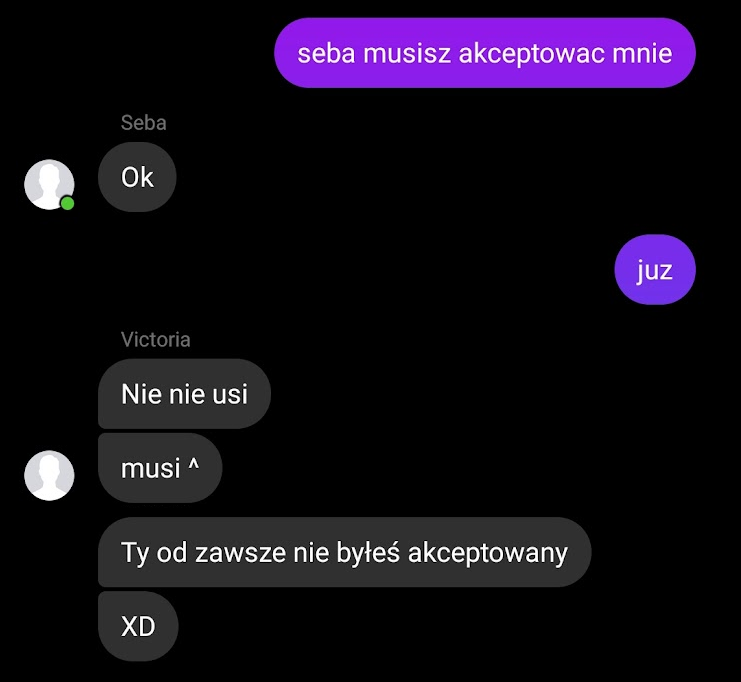 seba musisz akceptowac mnie
Seba
Ok
juz
Victoria
Nie nie usi
musi ^
Ty od zawsze nie byłeś akceptowany
XD